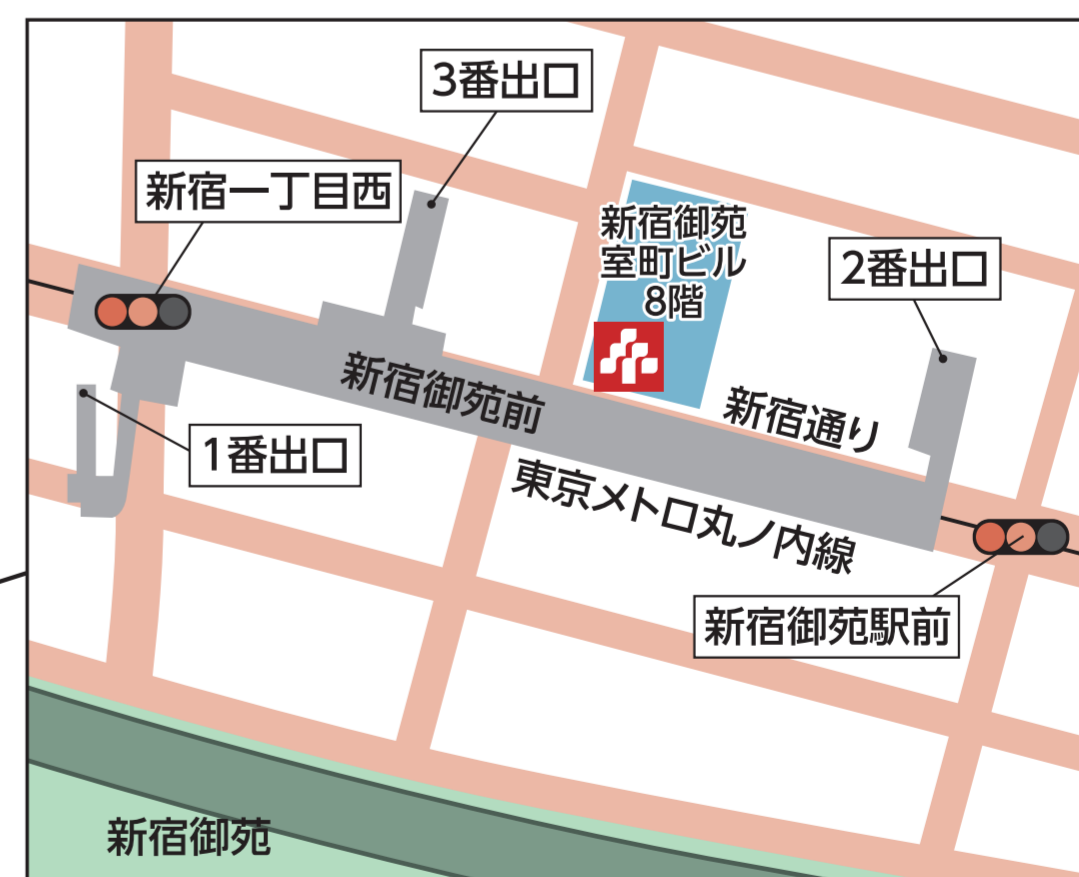 3番出口
新宿一丁目西
新宿御苑
室町ビル
8階
2番出口
新宿御苑前
新宿通り
1番出口
東京メトロ丸ノ内線
新宿御苑駅前
新宿御苑